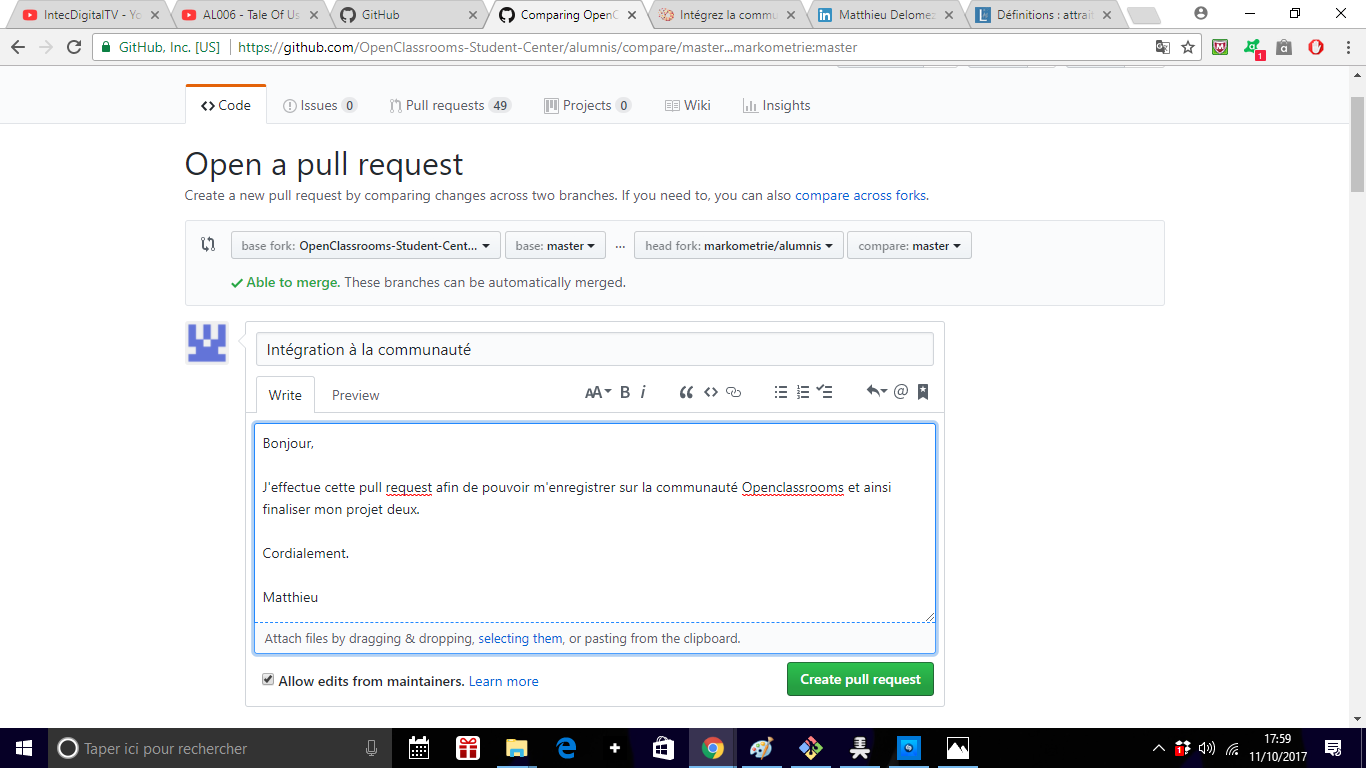 IntecDigitalTV - Yo
AL006 - Tale Of Us
GitHub
Comparing OpenC
Intégrez la commu
Matthieu Delomez
Définitions : attrait
GitHub, Inc. [US]
https://github.com/OpenClassrooms-Student-Center/alumnis/compare/master...markometrie:master
1
Code
Issues 0
Pull requests 49
Projects 0
Wiki
Insights
Open a pull request
Create a new pull request by comparing changes across two branches. If you need to, you can also compare across forks.
base fork: OpenClassrooms-Student-Cent...
base: master
...
head fork: markometrie/alumnis
compare: master
Able to merge. These branches can be automatically merged.
Intégration à la communauté
Write
Preview
AA
B
i
Bonjour,
J'effectue cette pull request afin de pouvoir m'enregistrer sur la communauté Openclassrooms et ainsi
finaliser mon projet deux.
Cordialement.
Matthieu
Attach files by dragging & dropping, selecting them, or pasting from the clipboard.
Allow edits from maintainers. Learn more
Create pull request
Taper ici pour rechercher
17:59
11/10/2017